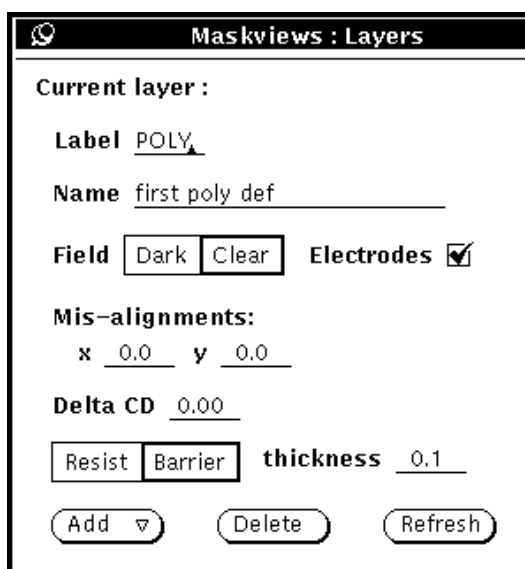 Maskviews : Layers
Current layer :
Label POLY
Name first poly def
Field Dark Clear Electrodes
Mis-alignments:
x 0.0 y 0.0
Delta CD 0.00
Resist Barrier thickness 0.1
Add Delete Refresh